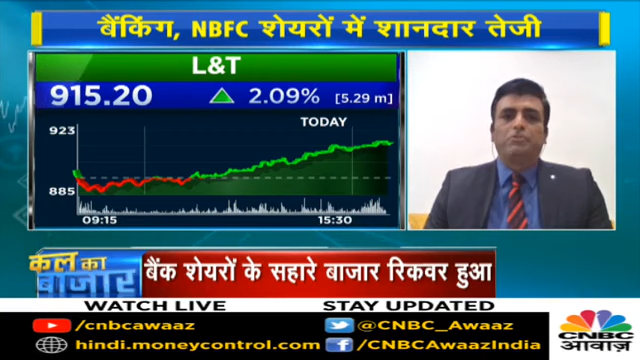 बैंकिंग, NBFC शेयरों में शानदार तेजी
L&T
915.20 2.09% [5.29 m]
TODAY
923
885
09:15 15:30
कल का
बाजार
बैंक शेयरों के सहारे बाजार रिकवर हुआ
WATCH LIVE STAY UPDATED
/cnbcawaaz @CNBC_Awaaz
hindi.moneycontrol.com /CNBCAwaazIndia
CNBC
आवाज़